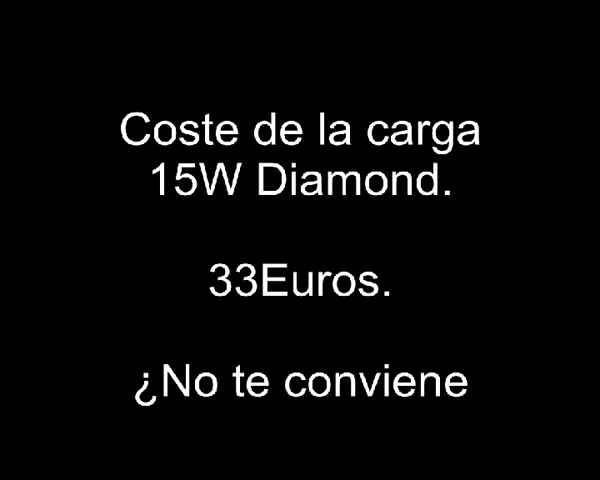 Coste de la carga
15W Diamond.
33Euros.
¿No te conviene